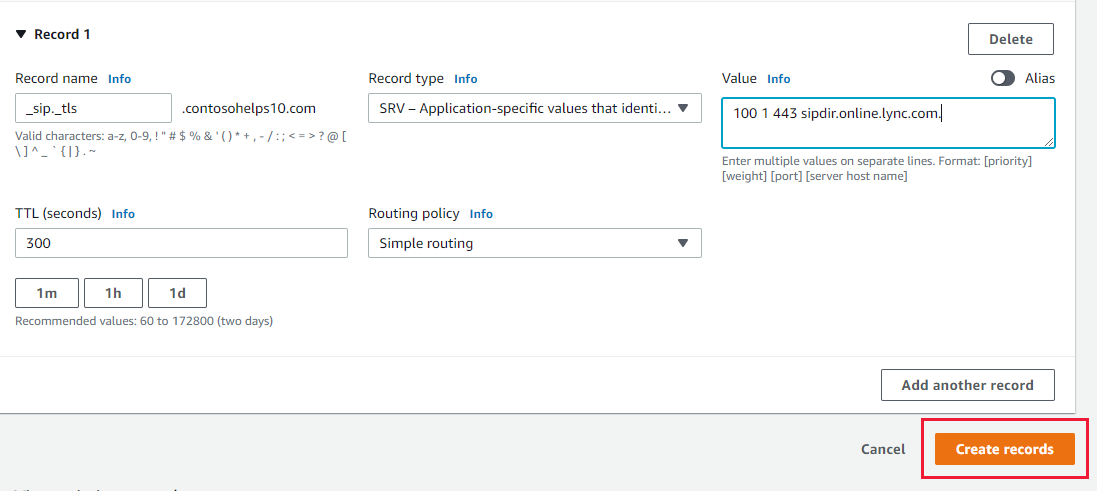 Record 1
Delete
Record name Info
Record type Info
Value Info
Alias
_sip._tls
.contosohelps10.com
SRV – Application-specific values that identi...
100 1 443 sipdir.online.lync.com.
Valid characters: a-z, 0-9, ! " # $ % & ' ( ) * + , - / : ; < = > ? @ [
\ ] ^ _ ` { | } . ~
Enter multiple values on separate lines. Format: [priority]
[weight] [port] [server host name]
TTL (seconds) Info
Routing policy Info
300
Simple routing
1m
1h
1d
Recommended values: 60 to 172800 (two days)
Add another record
Cancel
Create records